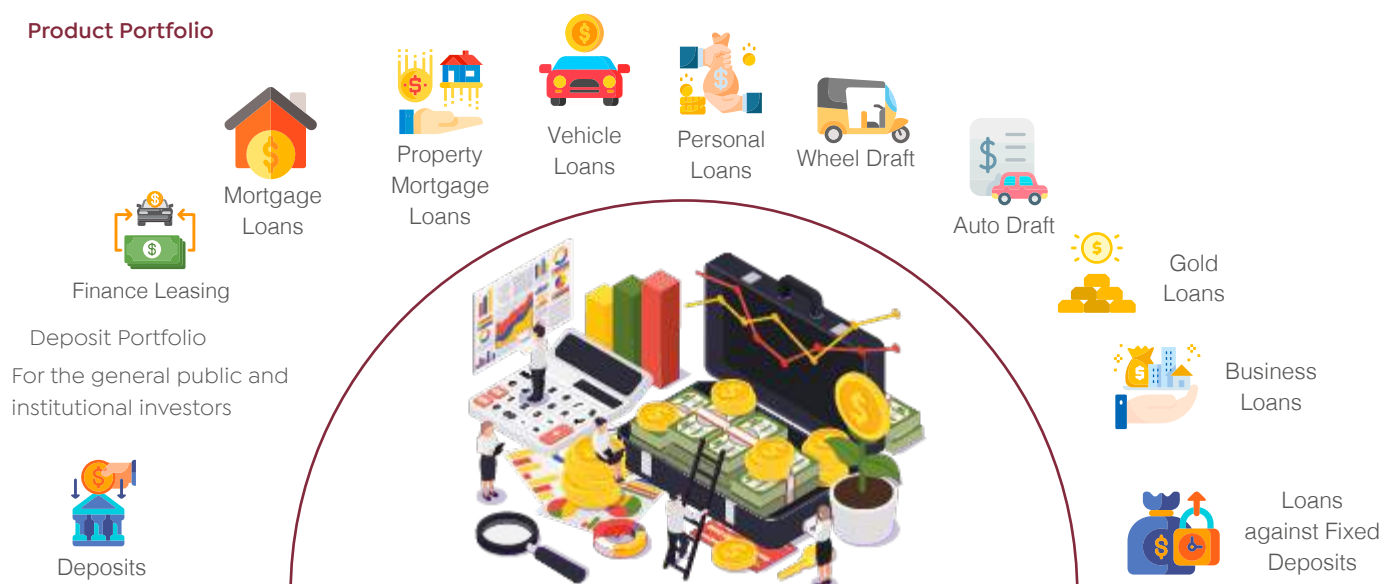 Product Portfolio
Finance Leasing
Mortgage
Loans
Property
Mortgage
Loans
Vehicle
Loans
Personal
Loans
Wheel Draft
Auto Draft
Gold
Loans
Business
Loans
Loans
against Fixed
Deposits
Deposit Portfolio
For the general public and
institutional investors
Deposits